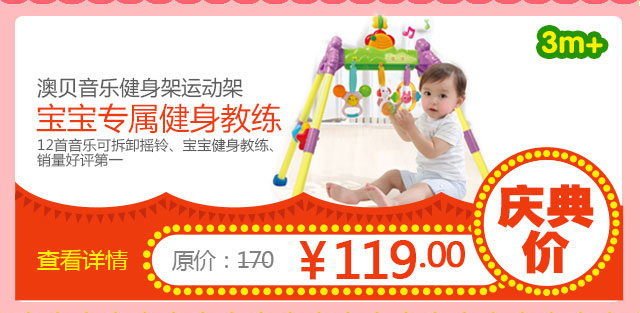 3m+
澳贝音乐健身架运动架
宝宝专属健身教练
12首音乐可拆卸摇铃、宝宝健身教练、
销量好评第一
庆典
价
查看详情
原价：170
￥119.00